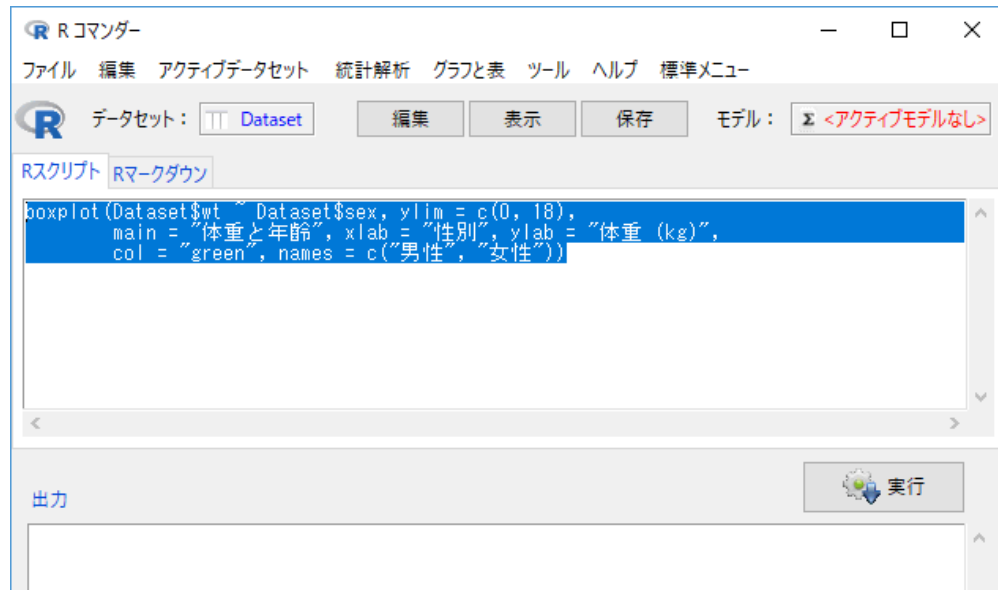 R コマンダー
ファイル 編集 アクティブデータセット 統計解析 グラフと表 ツール ヘルプ 標準メニュー
R データセット： Dataset 編集 表示 保存 モデル： Σ <アクティブモデルなし>
Rスクリプト Rマークダウン
boxplot(Dataset$wt ~ Dataset$sex, ylim = c(0, 18),
main = "体重と年齢", xlab = "性別", ylab = "体重 (kg)",
col = "green", names = c("男性", "女性"))
実行
出力